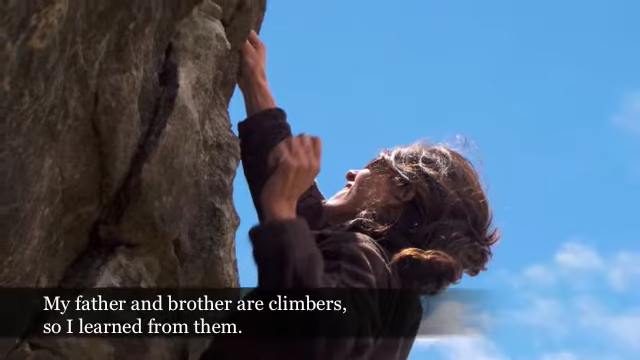 My father and brother are climbers,
so I learned from them.